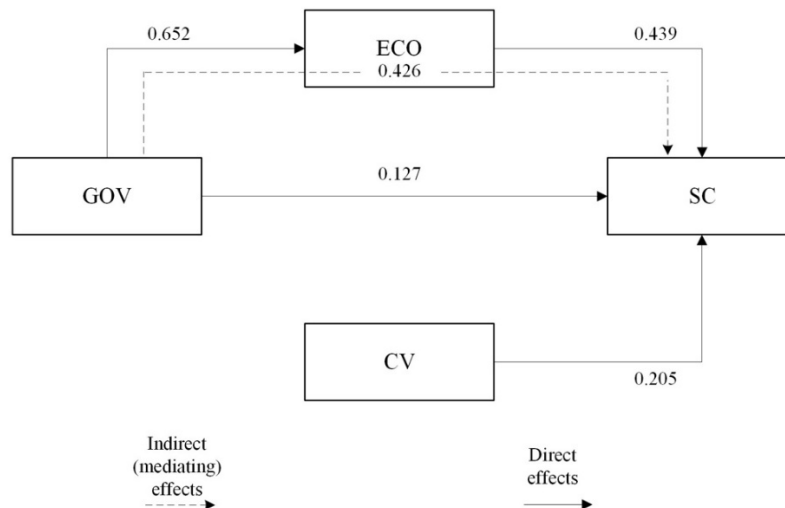 0.652
ECO
0.439
0.426
GOV
0.127
SC
CV
0.205
Indirect
(mediating)
effects
Direct
effects